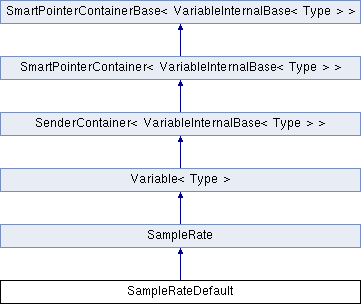 SmartPointerContainerBase< VariableInternalBase< Type > >
SmartPointerContainer< VariableInternalBase< Type > >
SenderContainer< VariableInternalBase< Type > >
Variable< Type >
SampleRate
SampleRateDefault